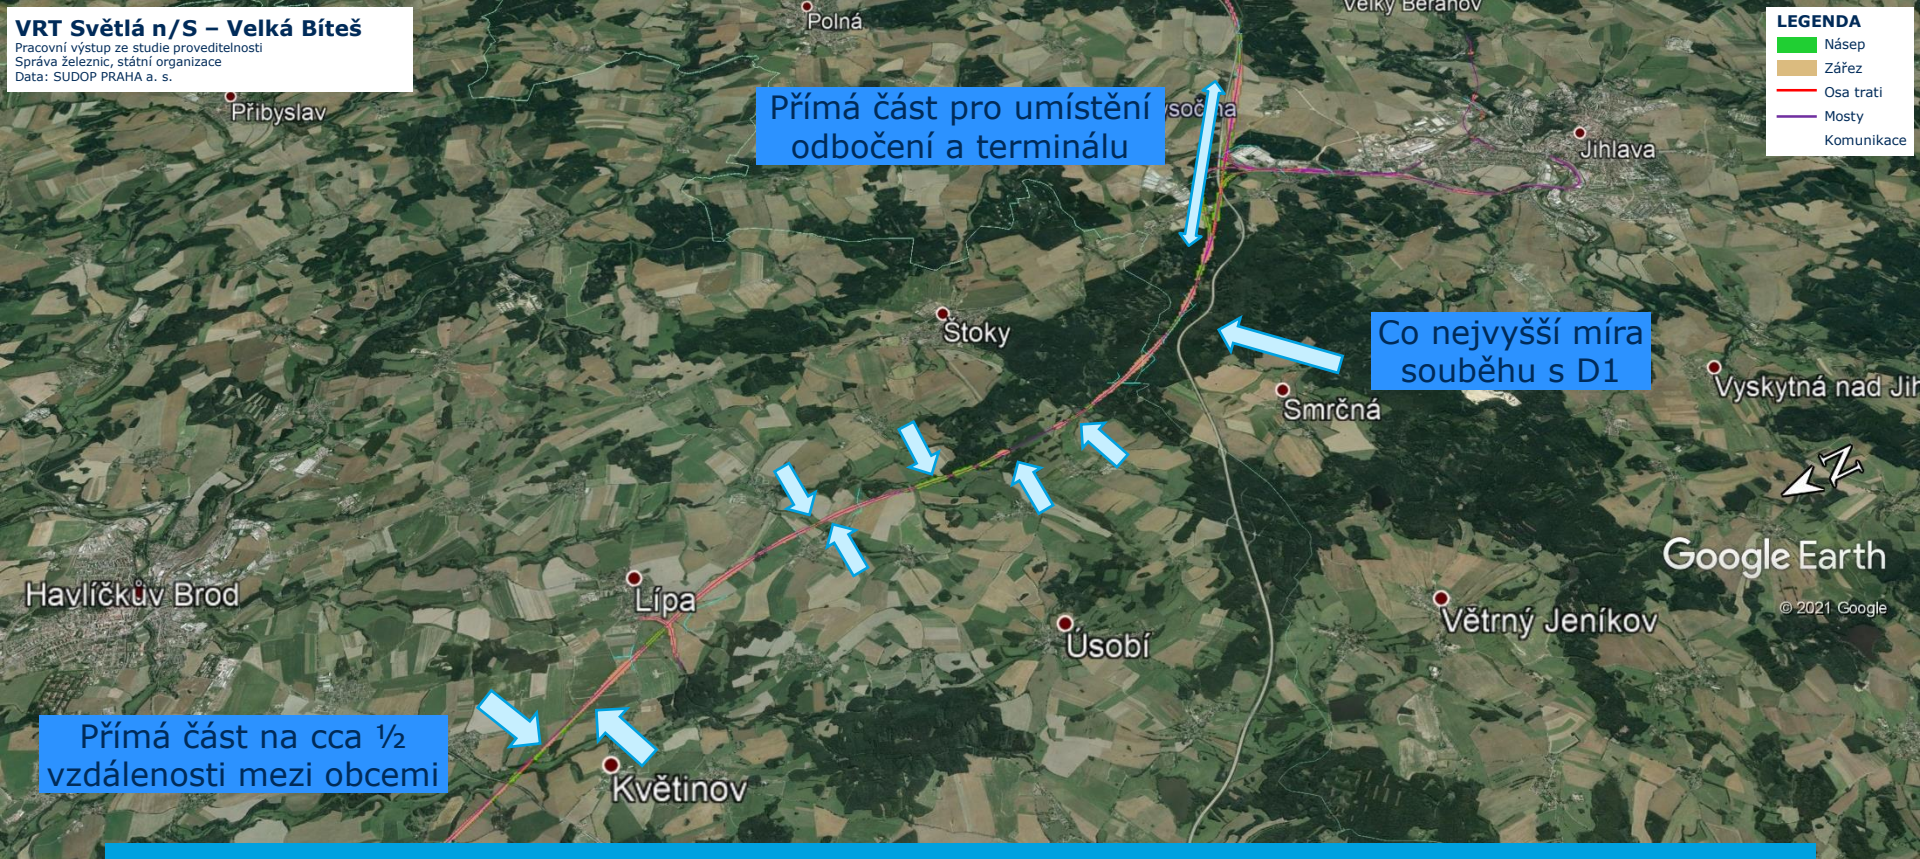 VRT Světlá n/S – Velká Bíteš
Pracovní výstup ze studie proveditelnosti
Správa železnic, státní organizace
Data: SUDOP PRAHA a. s.
Polná
Velký Beranov
LEGENDA
Násep
Zářez
Osa trati
Mosty
Komunikace
Přibyslav
Přímá část pro umístění
odbočení a terminálu
Jihlava
Štoky
Co nejvyšší míra
souběhu s D1
Smrčná
Vyskytná nad Jih
N
Google Earth
© 2021 Google
Havlíčkův Brod
Lípa
Úsobí
Větrný Jeníkov
Přímá část na cca ½
vzdálenosti mezi obcemi
Květinov